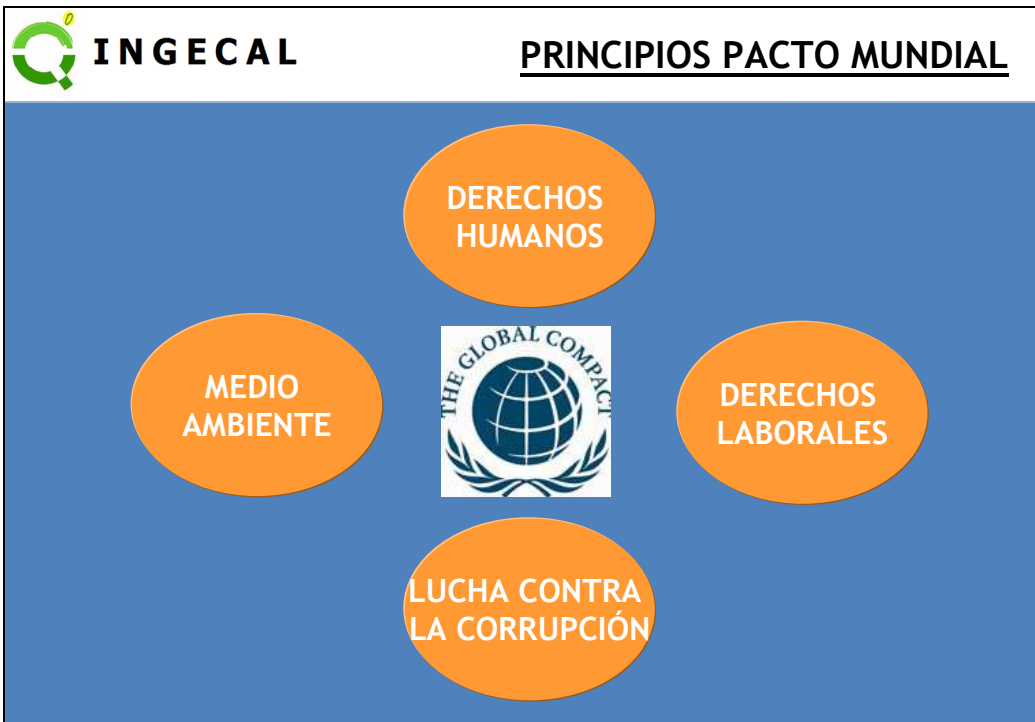 INGECAL
PRINCIPIOS PACTO MUNDIAL
DERECHOS
HUMANOS
MEDIO
AMBIENTE
THE GLOBAL COMPACT
DERECHOS
LABORALES
LUCHA CONTRA
LA CORRUPCIÓN